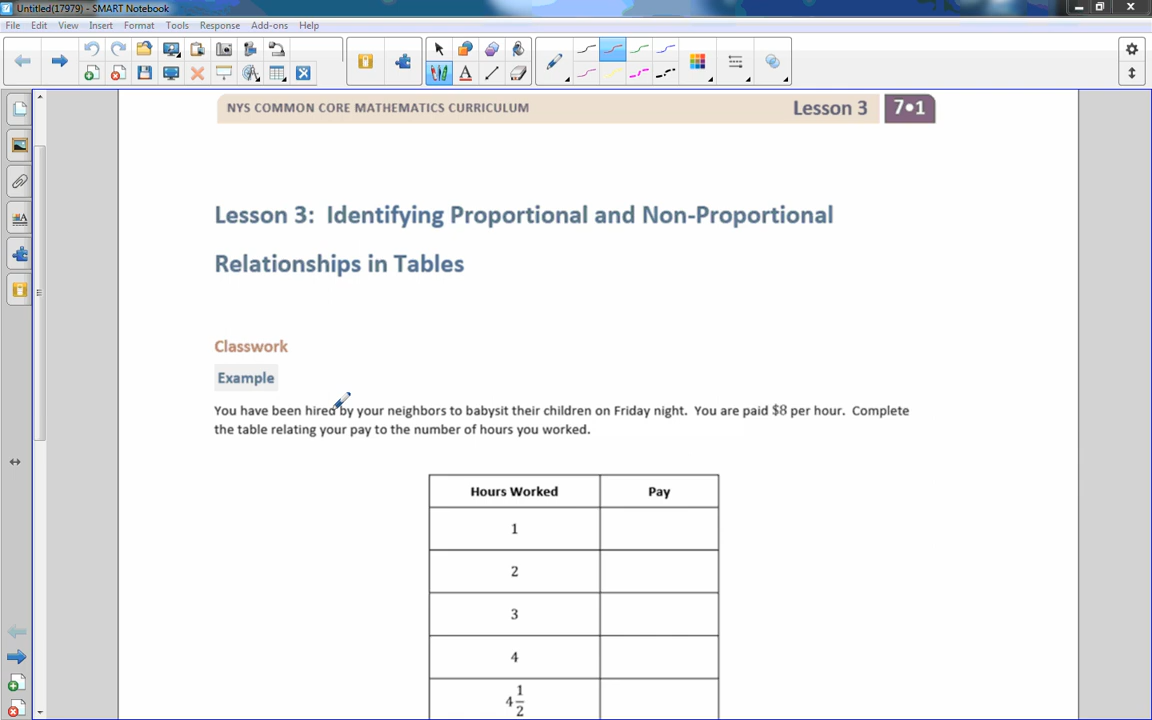 Untitled(17979) - SMART Notebook
File Edit View Insert Format Tools Response Add-ons Help
NYS COMMON CORE MATHEMATICS CURRICULUM Lesson 3 7•1
Lesson 3: Identifying Proportional and Non-Proportional
Relationships in Tables
Classwork
Example
You have been hired by your neighbors to babysit their children on Friday night. You are paid $8 per hour. Complete
the table relating your pay to the number of hours you worked.
Hours Worked Pay
1
2
3
4
4 1/2